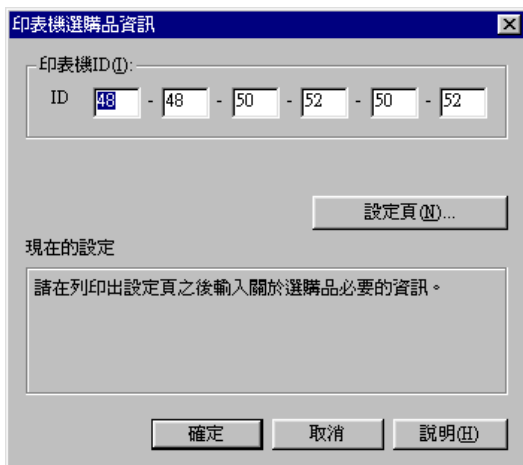 印表機選購品資訊
印表機ID(I):
ID 48 - 48 - 50 - 52 - 50 - 52
設定頁(N)...
現在的設定
請在列印出設定頁之後輸入關於選購品必要的資訊。
確定 取消 說明(H)